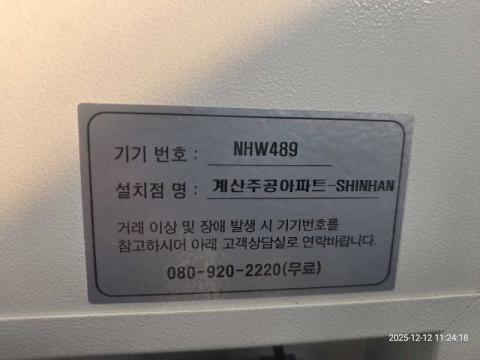 기기 번호 : NHW489
설치점 명 : 계산주공아파트-SHINHAN
거래 이상 및 장애 발생 시 기기번호를
참고하시어 아래 고객상담실로 연락바랍니다.
080-920-2220(무료)
2025-12-12 11:24:18